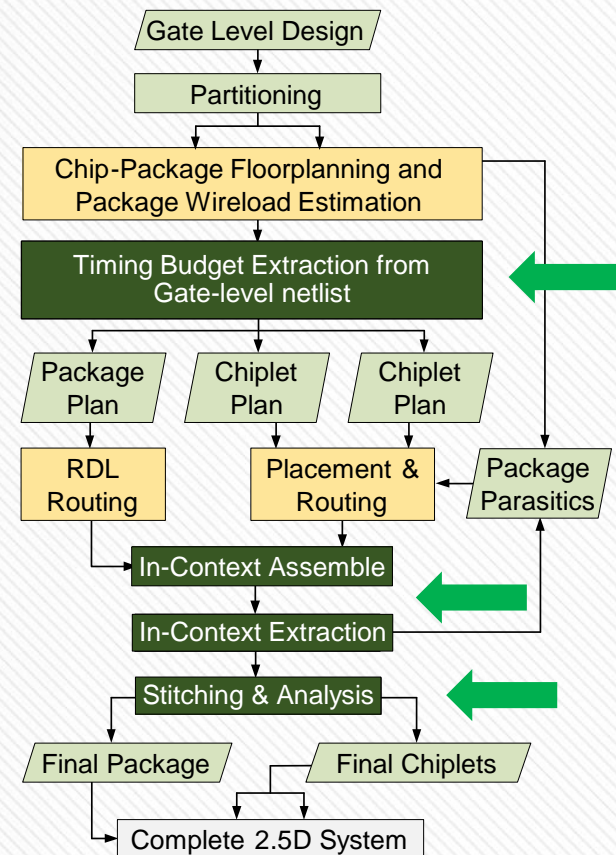 Gate Level Design
Partitioning
Chip-Package Floorplanning and
Package Wireload Estimation
Timing Budget Extraction from
Gate-level netlist
Package
Plan
Chiplet
Plan
Chiplet
Plan
RDL
Routing
Placement &
Routing
Package
Parasitics
In-Context Assemble
In-Context Extraction
Stitching & Analysis
Final Package
Final Chiplets
Complete 2.5D System